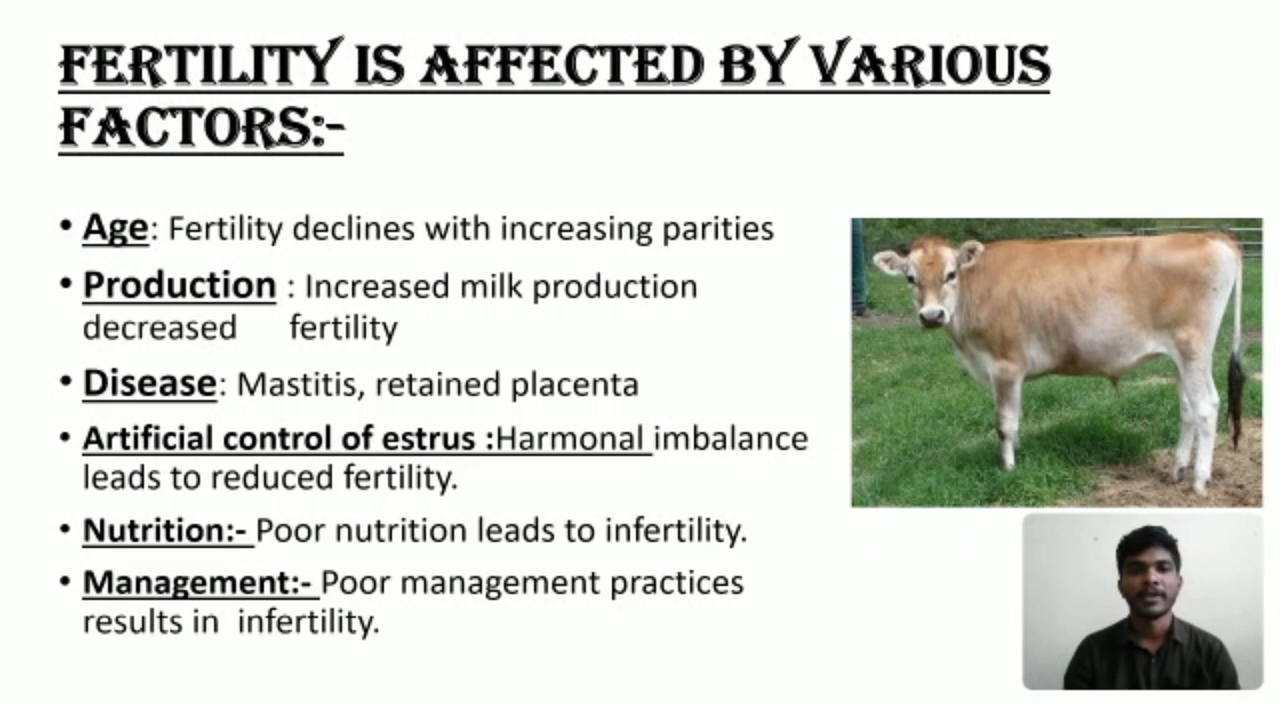 FERTILITY IS AFFECTED BY VARIOUS
FACTORS:-
• Age: Fertility declines with increasing parities
• Production : Increased milk production
decreased fertility
• Disease: Mastitis, retained placenta
• Artificial control of estrus :Harmonal imbalance
leads to reduced fertility.
• Nutrition:- Poor nutrition leads to infertility.
• Management:- Poor management practices
results in infertility.